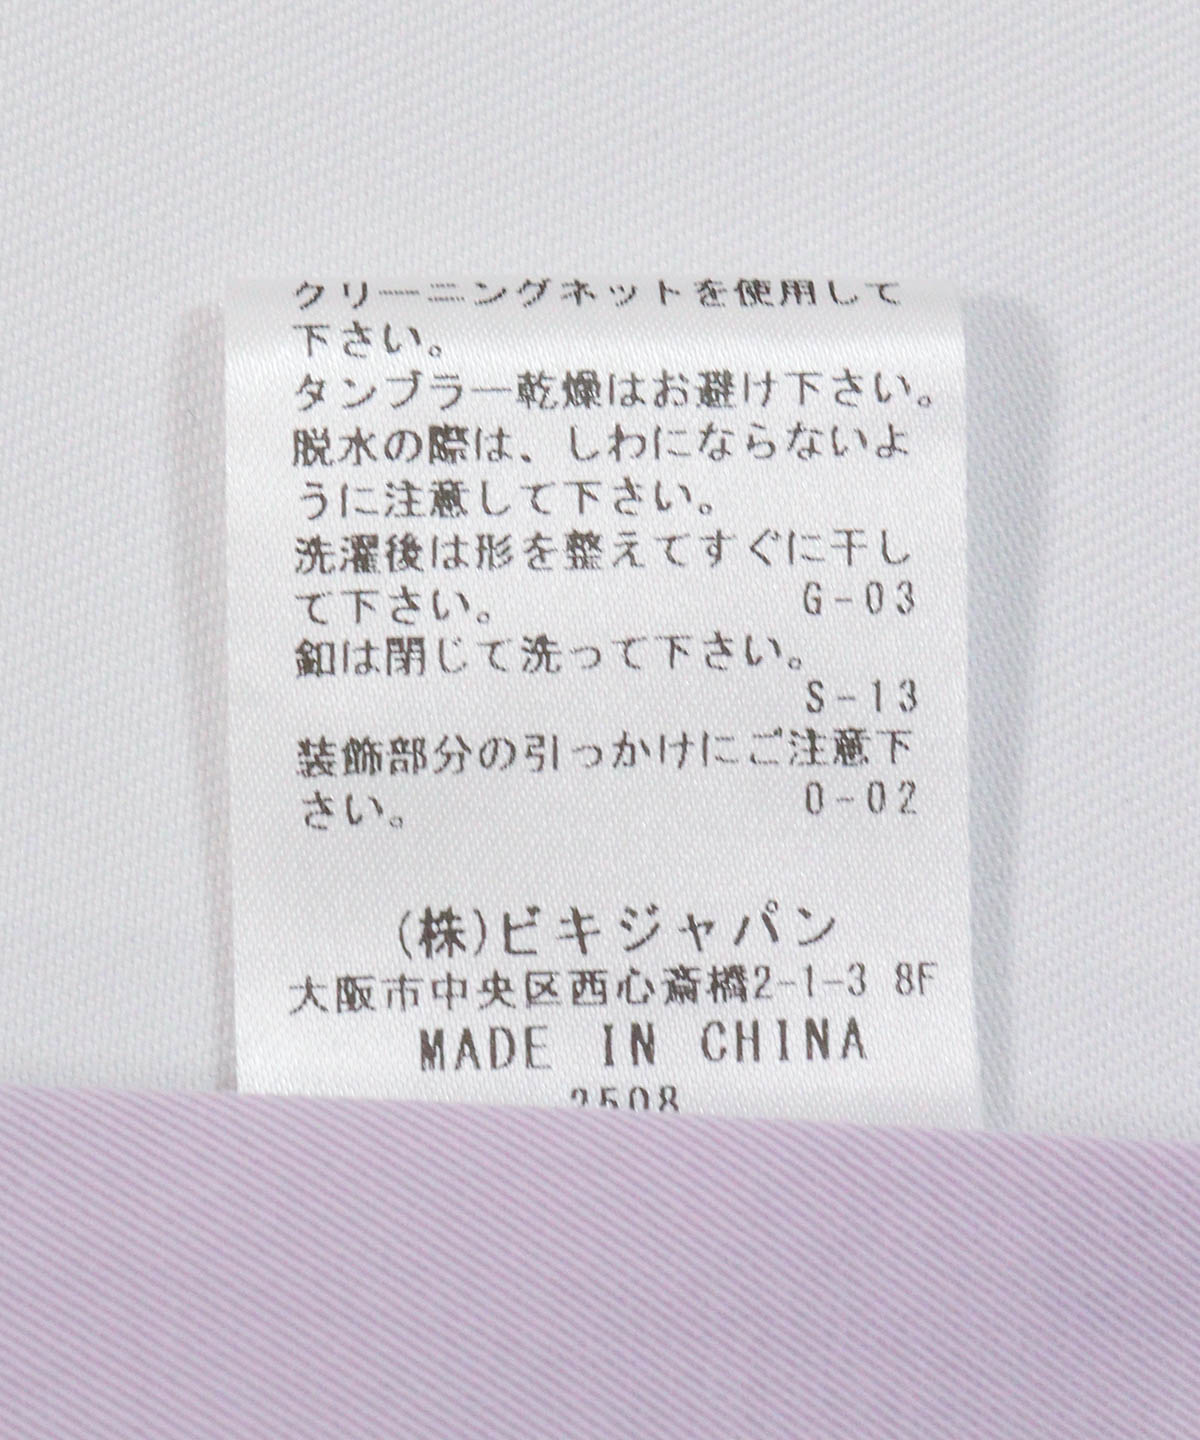 クリーニングネットを使用して
下さい。
タンブラー乾燥はお避け下さい。
脱水の際は、しわにならないよ
うに注意して下さい。
洗濯後は形を整えてすぐに干し
て下さい。 G-03
釦は閉じて洗って下さい。
S-13
装飾部分の引っかけにご注意下
さい。 0-02
(株)ビキジャパン
大阪市中央区西心斎橋2-1-3 8F
MADE IN CHINA
2508